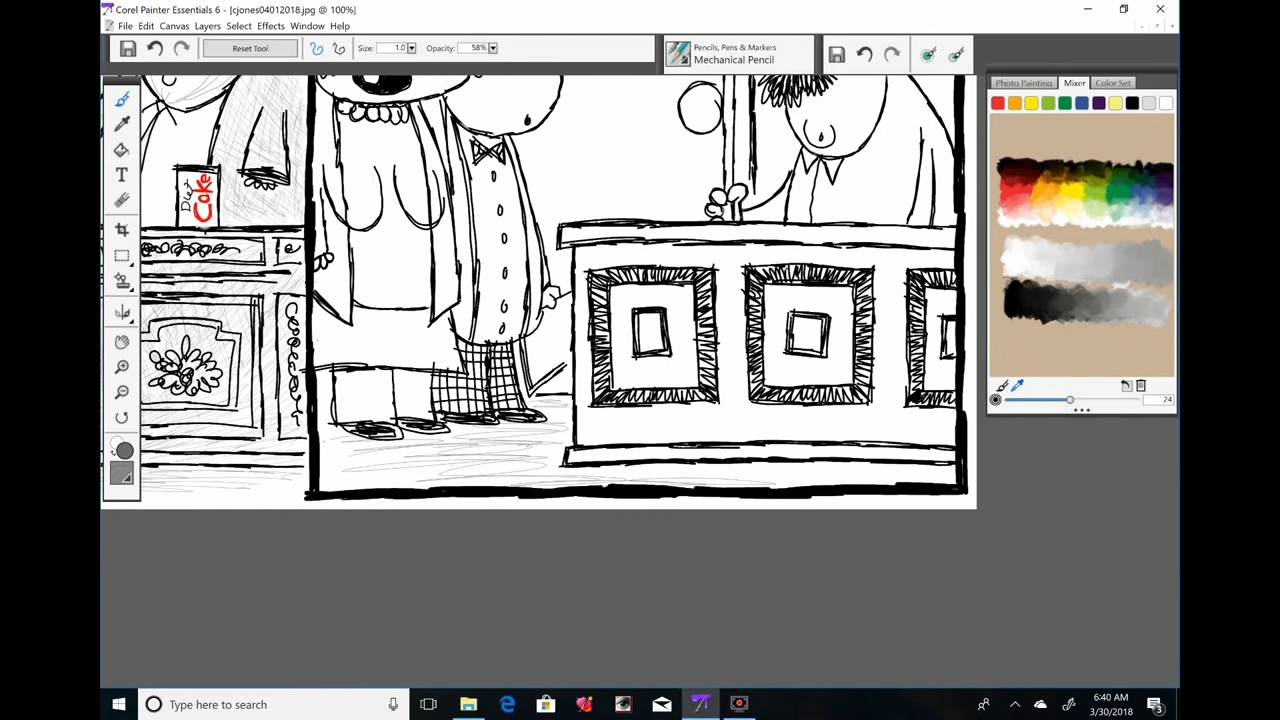 Corel Painter Essentials 6 - [cjones04012018.jpg @ 100%]
File Edit Canvas Layers Select Effects Window Help
Reset Tool
Size: 1.0 Opacity: 58%
Pencils, Pens & Markers
Mechanical Pencil
Photo Painting Mixer Color Set
Diet
Coke
24
Type here to search
6:40 AM
3/30/2018
3